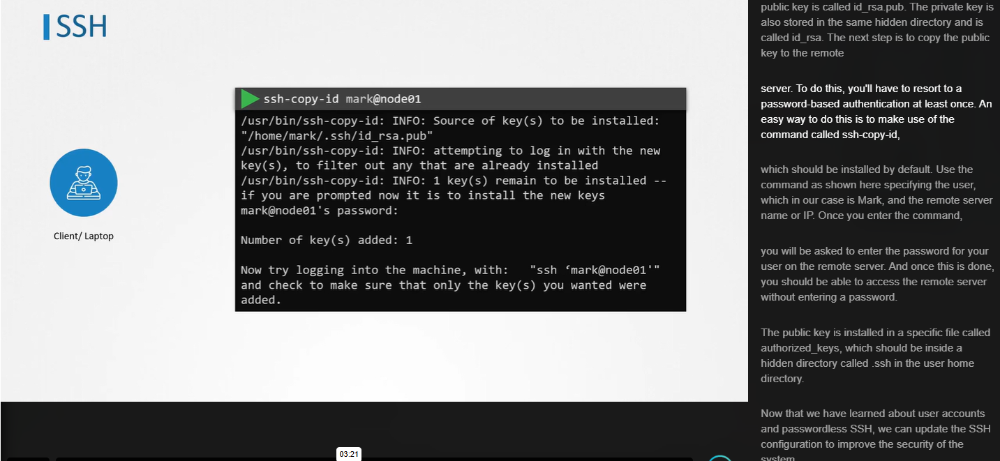 SSH
ssh-copy-id mark@node01
/usr/bin/ssh-copy-id: INFO: Source of key(s) to be installed:
"/home/mark/.ssh/id_rsa.pub"
/usr/bin/ssh-copy-id: INFO: attempting to log in with the new
key(s), to filter out any that are already installed
/usr/bin/ssh-copy-id: INFO: 1 key(s) remain to be installed --
if you are prompted now it is to install the new keys
mark@node01's password:
Number of key(s) added: 1
Now try logging into the machine, with:   "ssh ‘mark@node01'"
and check to make sure that only the key(s) you wanted were
added.
Client/ Laptop
03:21
public key is called id_rsa.pub. The private key is
also stored in the same hidden directory and is
called id_rsa. The next step is to copy the public
key to the remote
server. To do this, you'll have to resort to a
password-based authentication at least once. An
easy way to do this is to make use of the
command called ssh-copy-id,
which should be installed by default. Use the
command as shown here specifying the user,
which in our case is Mark, and the remote server
name or IP. Once you enter the command,
you will be asked to enter the password for your
user on the remote server. And once this is done,
you should be able to access the remote server
without entering a password.
The public key is installed in a specific file called
authorized_keys, which should be inside a
hidden directory called .ssh in the user home
directory.
Now that we have learned about user accounts
and passwordless SSH, we can update the SSH
configuration to improve the security of the
system